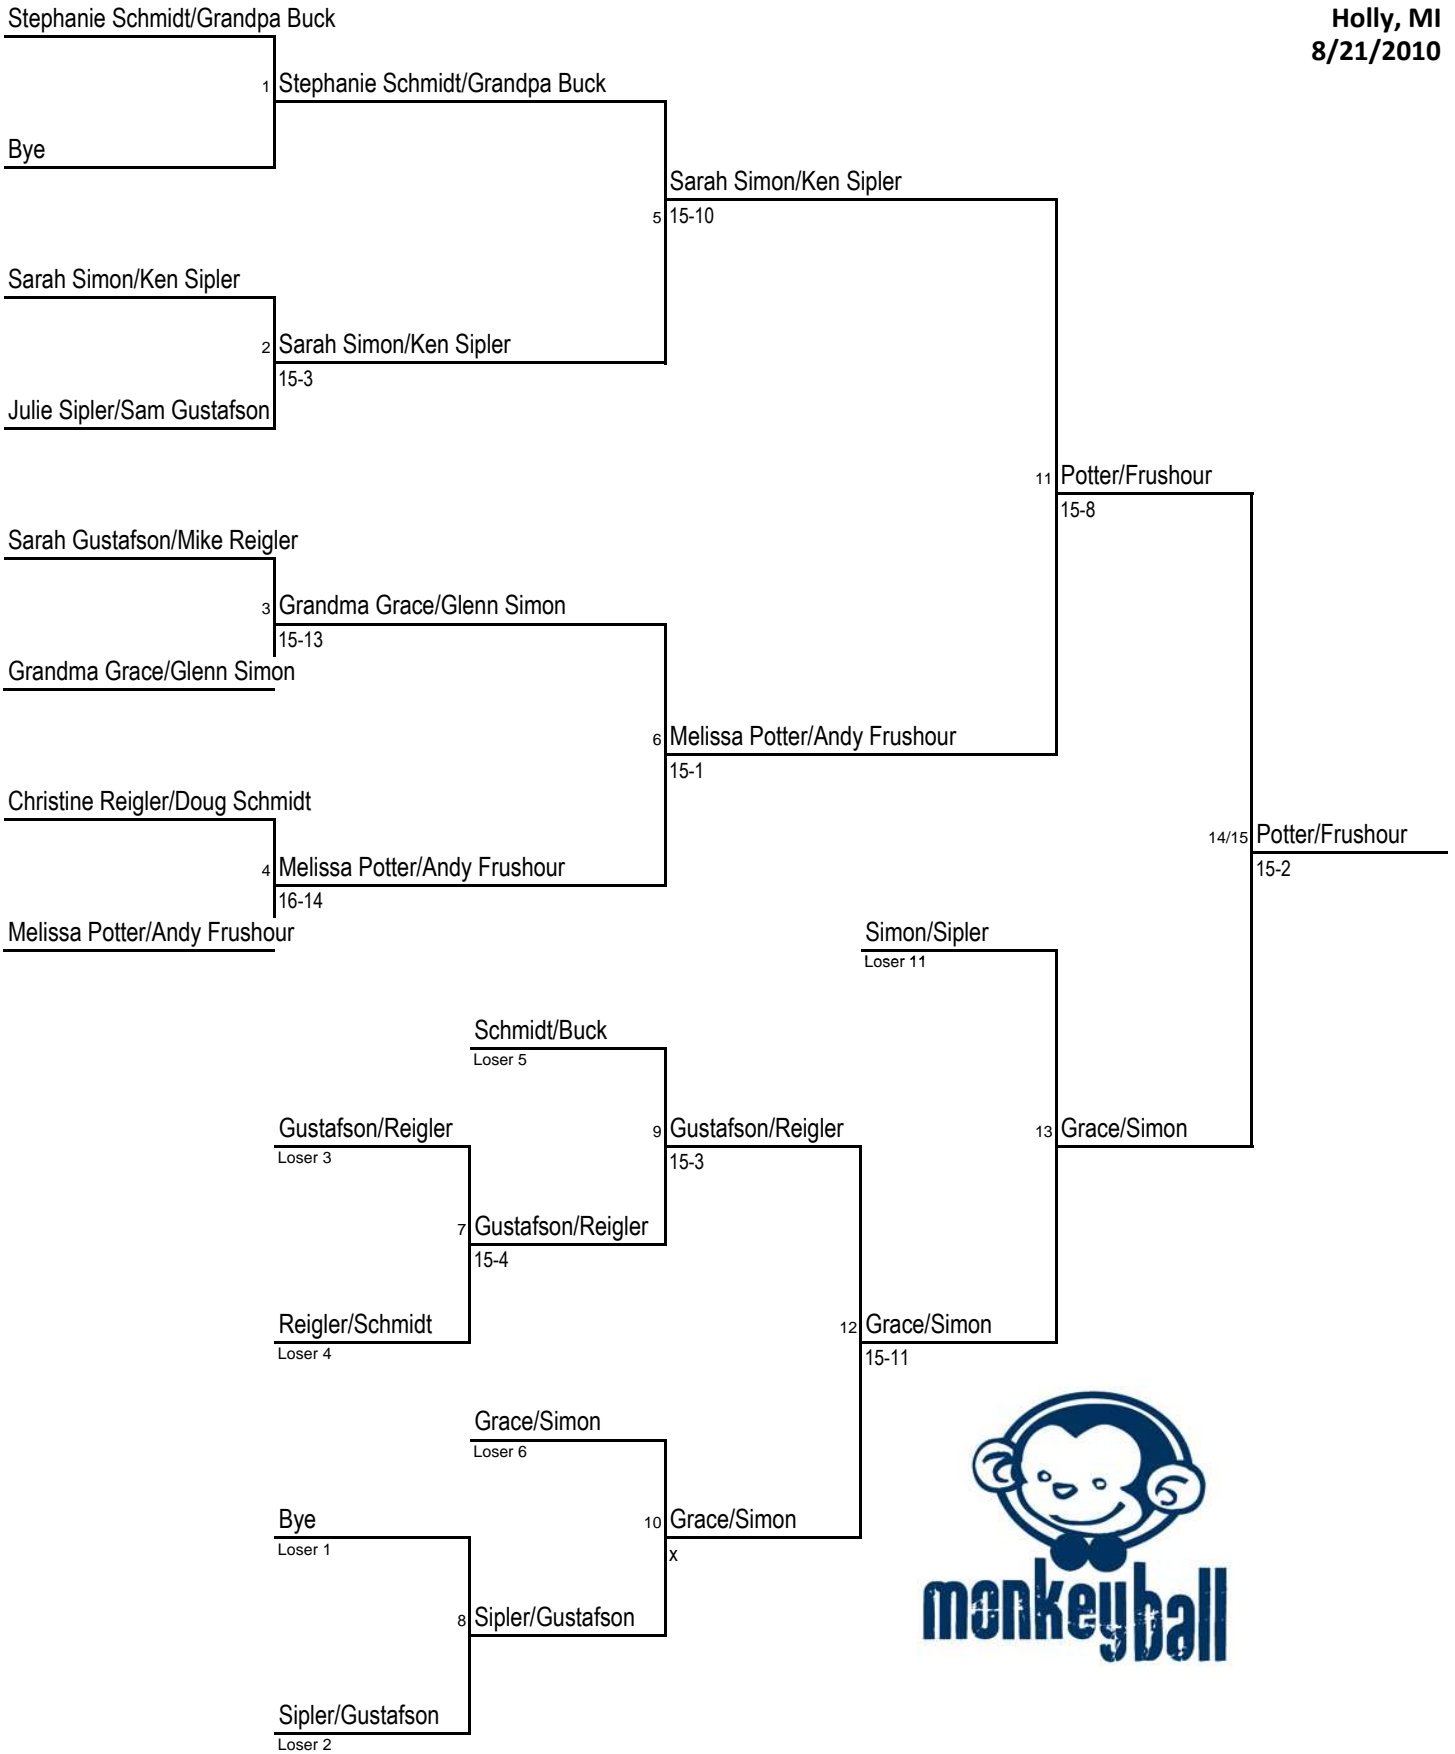 Stephanie Schmidt/Grandpa Buck
Holly, MI
8/21/2010
1 Stephanie Schmidt/Grandpa Buck
Bye
Sarah Simon/Ken Sipler
5 15-10
Sarah Simon/Ken Sipler
2 Sarah Simon/Ken Sipler
15-3
Julie Sipler/Sam Gustafson
11 Potter/Frushour
15-8
Sarah Gustafson/Mike Reigler
3 Grandma Grace/Glenn Simon
15-13
Grandma Grace/Glenn Simon
6 Melissa Potter/Andy Frushour
15-1
Christine Reigler/Doug Schmidt
14/15 Potter/Frushour
15-2
4 Melissa Potter/Andy Frushour
16-14
Melissa Potter/Andy Frushour
Simon/Sipler
Loser 11
Schmidt/Buck
Loser 5
Gustafson/Reigler
Loser 3
9 Gustafson/Reigler
15-3
13 Grace/Simon
7 Gustafson/Reigler
15-4
Reigler/Schmidt
Loser 4
12 Grace/Simon
15-11
Grace/Simon
Loser 6
Bye
Loser 1
10 Grace/Simon
x
8 Sipler/Gustafson
monkeyball
Sipler/Gustafson
Loser 2